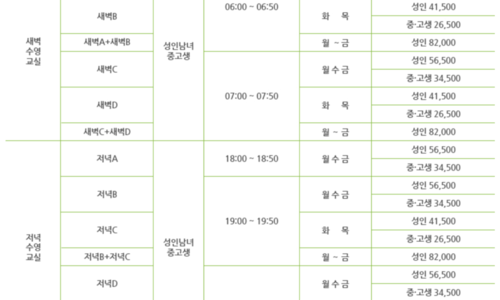 06:00 ~ 06:50
새벽B
화 목
성인 41,500
중·고생 26,500
새벽A+새벽B
월 ~ 금
성인 82,000
새벽
수영
교실
성인남녀
중고생
새벽C
월수금
성인 56,500
중·고생 34,500
07:00 ~ 07:50
새벽D
화 목
성인 41,500
중·고생 26,500
새벽C+새벽D
월 ~ 금
성인 82,000
저녁A
18:00 ~ 18:50
월수금
성인 56,500
중·고생 34,500
저녁B
월수금
성인 56,500
중·고생 34,500
19:00 ~ 19:50
저녁C
화 목
성인 41,500
중·고생 26,500
저녁
수영
교실
성인남녀
중고생
저녁B+저녁C
월 ~ 금
성인 82,000
저녁D
월수금
성인 56,500
중·고생 34,500